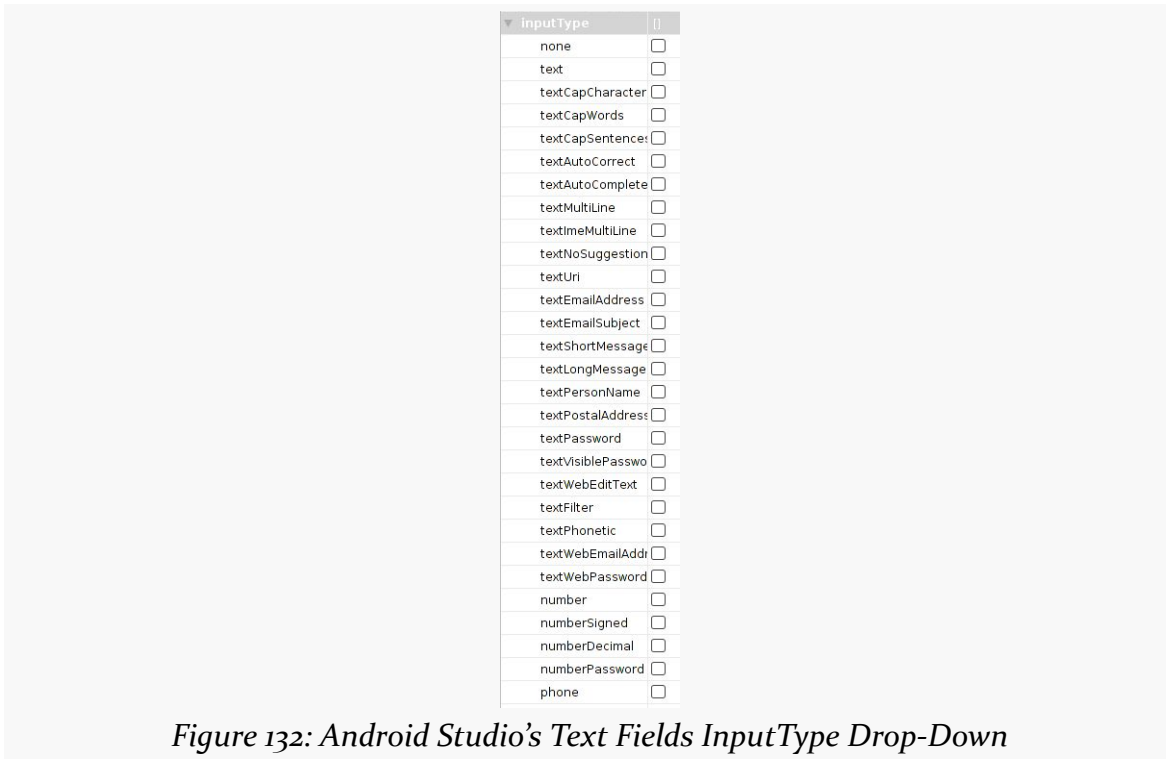 inputType []
none
text
textCapCharacter
textCapWords
textCapSentences
textAutoCorrect
textAutoComplete
textMultiLine
textImeMultiLine
textNoSuggestion
textUri
textEmailAddress
textEmailSubject
textShortMessage
textLongMessage
textPersonName
textPostalAddress
textPassword
textVisiblePasswo
textWebEditText
textFilter
textPhonetic
textWebEmailAddr
textWebPassword
number
numberSigned
numberDecimal
numberPassword
phone
Figure 132: Android Studio’s Text Fields InputType Drop-Down